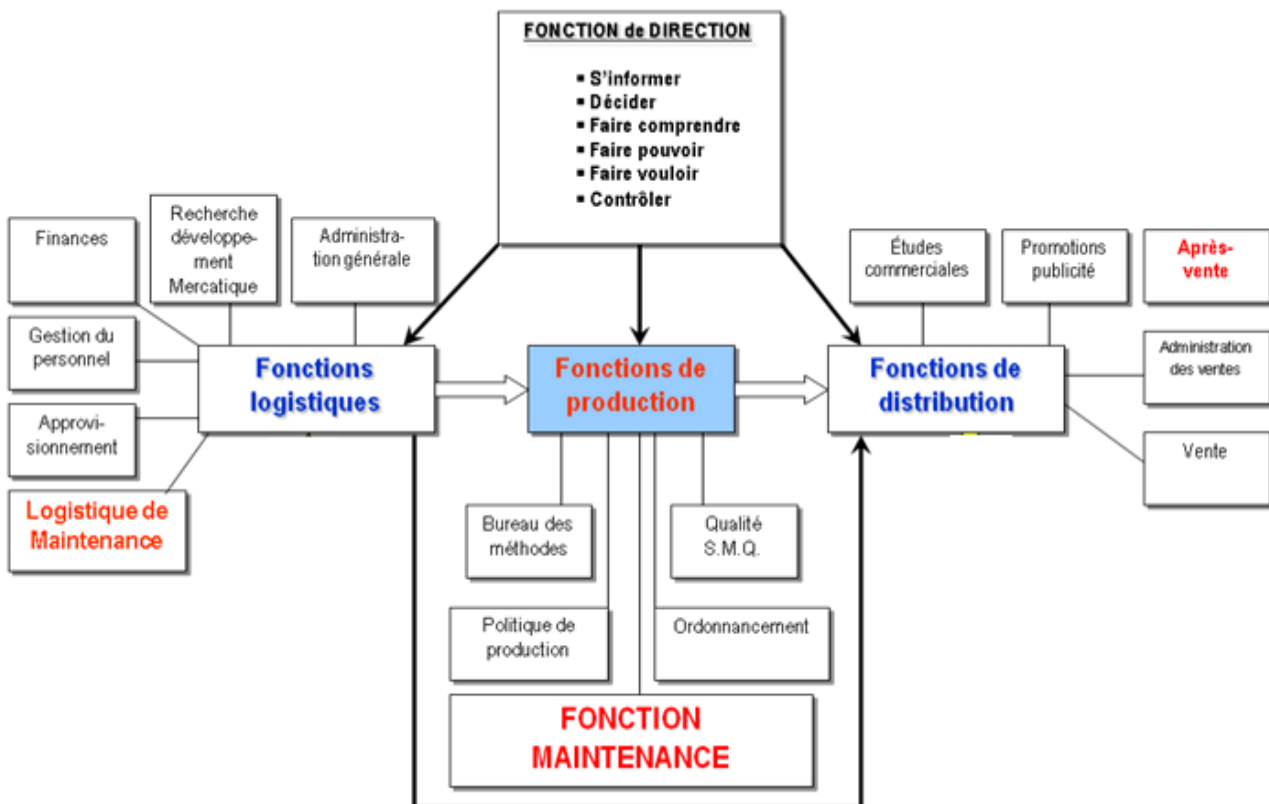 FONCTION de DIRECTION
▪ S'informer
▪ Décider
▪ Faire comprendre
▪ Faire pouvoir
▪ Faire vouloir
▪ Contrôler
Finances
Recherche
développe-
ment
Mercatique
Administra-
tion générale
Études
commerciales
Promotions
publicité
Après-
vente
Gestion du
personnel
Fonctions
logistiques
Fonctions de
production
Fonctions de
distribution
Administration
des ventes
Approvi-
sionnement
Vente
Logistique de
Maintenance
Bureau des
méthodes
Qualité
S.M.Q.
Politique de
production
Ordonnancement
FONCTION
MAINTENANCE